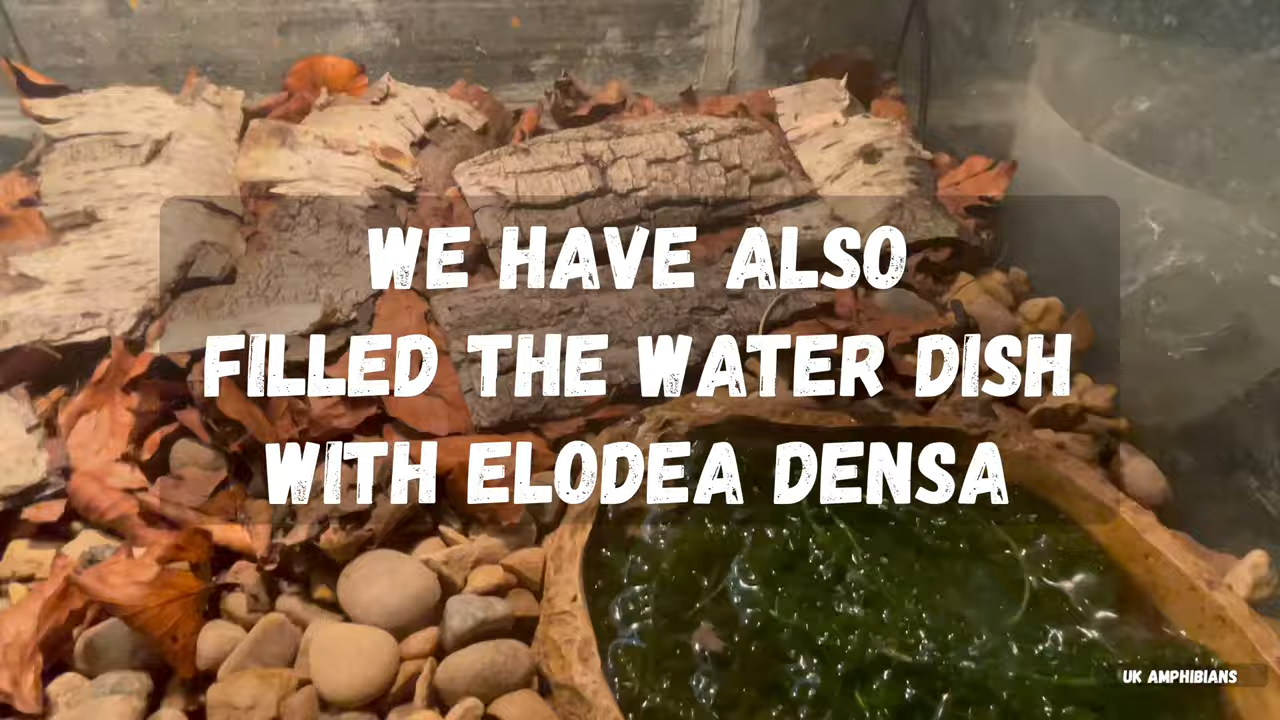 WE HAVE ALSO
FILLED THE WATER DISH
WITH ELODEA DENSA
UK AMPHIBIANS